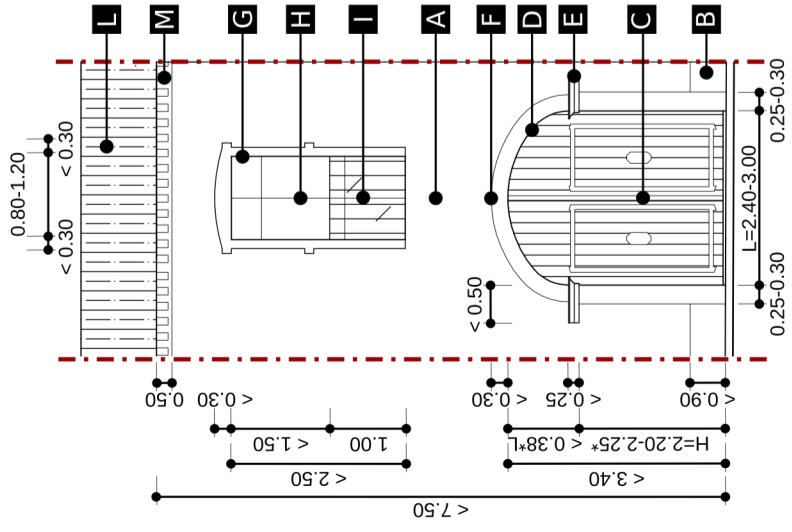 L
M
G
H
I
A
F
D
E
C
B
0.80-1.20
< 0.30
< 0.30
< 0.50
0.25-0.30
L=2.40-3.00
0.25-0.30
0.50
< 0.30
< 0.30
< 0.25
< 0.90
< 1.50
1.00
< 0.38*L
H=2.20-2.25*
< 2.50
< 3.40
< 7.50